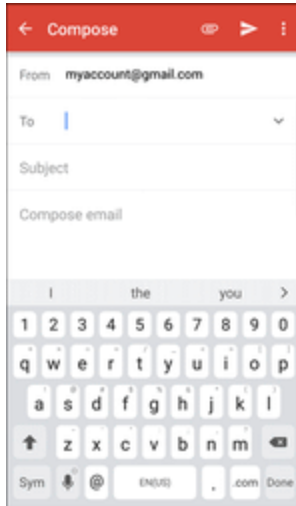 Compose
From myaccount@gmail.com
To
Subject
Compose email
I the you
1 2 3 4 5 6 7 8 9 0
q w e r t y u i o p
a s d f g h j k l
z x c v b n m
Sym @ EN(US) . .com Done